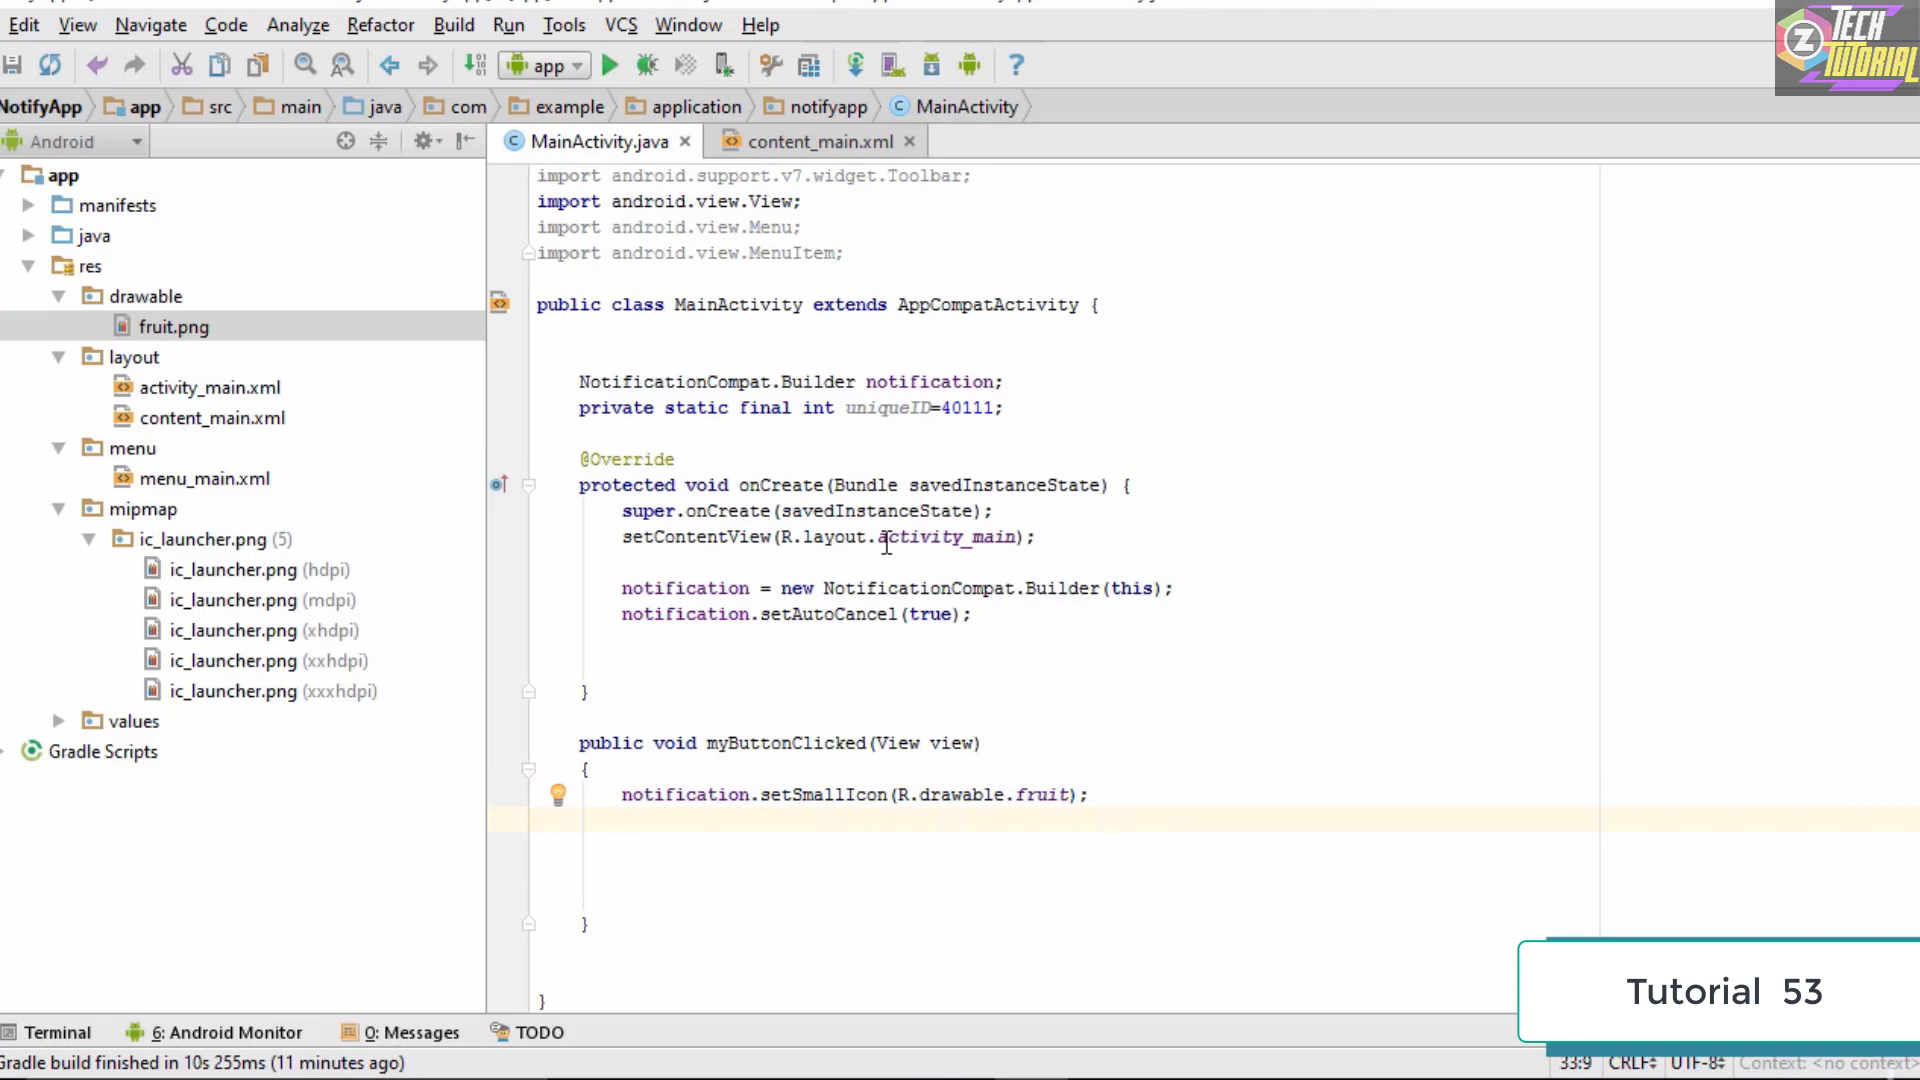 Edit View Navigate Code Analyze Refactor Build Run Tools VCS Window Help
app
Z TECH TUTORIAL
NotifyApp app src main java com example application notifyapp MainActivity
Android
MainActivity.java
content_main.xml
app
manifests
java
res
drawable
fruit.png
layout
activity_main.xml
content_main.xml
menu
menu_main.xml
mipmap
ic_launcher.png (5)
ic_launcher.png (hdpi)
ic_launcher.png (mdpi)
ic_launcher.png (xhdpi)
ic_launcher.png (xxhdpi)
ic_launcher.png (xxxhdpi)
values
Gradle Scripts
import android.support.v7.widget.Toolbar;
import android.view.View;
import android.view.Menu;
import android.view.MenuItem;
public class MainActivity extends AppCompatActivity {
NotificationCompat.Builder notification;
private static final int uniqueID=40111;
@Override
protected void onCreate(Bundle savedInstanceState) {
super.onCreate(savedInstanceState);
setContentView(R.layout.activity_main);
notification = new NotificationCompat.Builder(this);
notification.setAutoCancel(true);
}
public void myButtonClicked(View view)
{
notification.setSmallIcon(R.drawable.fruit);
}
}
Tutorial 53
Terminal 6: Android Monitor 0: Messages TODO
Gradle build finished in 10s 255ms (11 minutes ago)
33:9 CRLF UTF-8 Context: <no context>